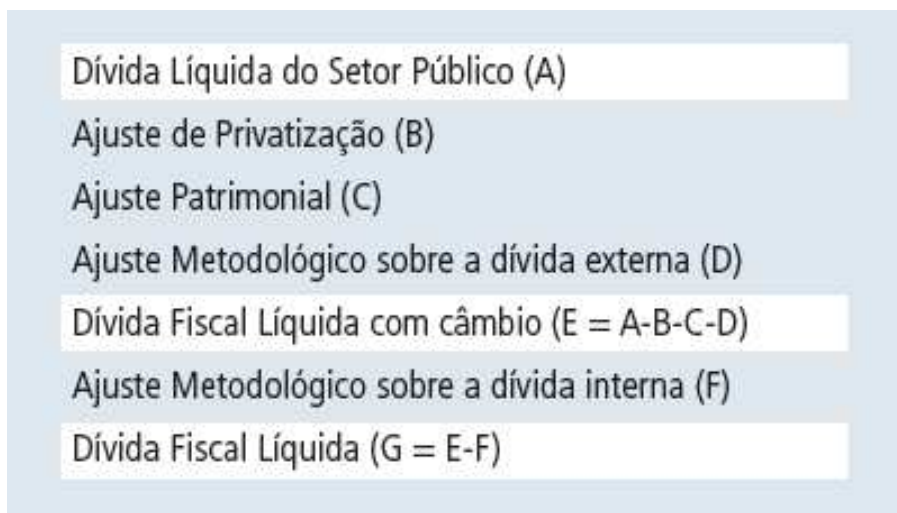 Dívida Líquida do Setor Público (A)
Ajuste de Privatização (B)
Ajuste Patrimonial (C)
Ajuste Metodológico sobre a dívida externa (D)
Dívida Fiscal Líquida com câmbio (E = A-B-C-D)
Ajuste Metodológico sobre a dívida interna (F)
Dívida Fiscal Líquida (G = E-F)